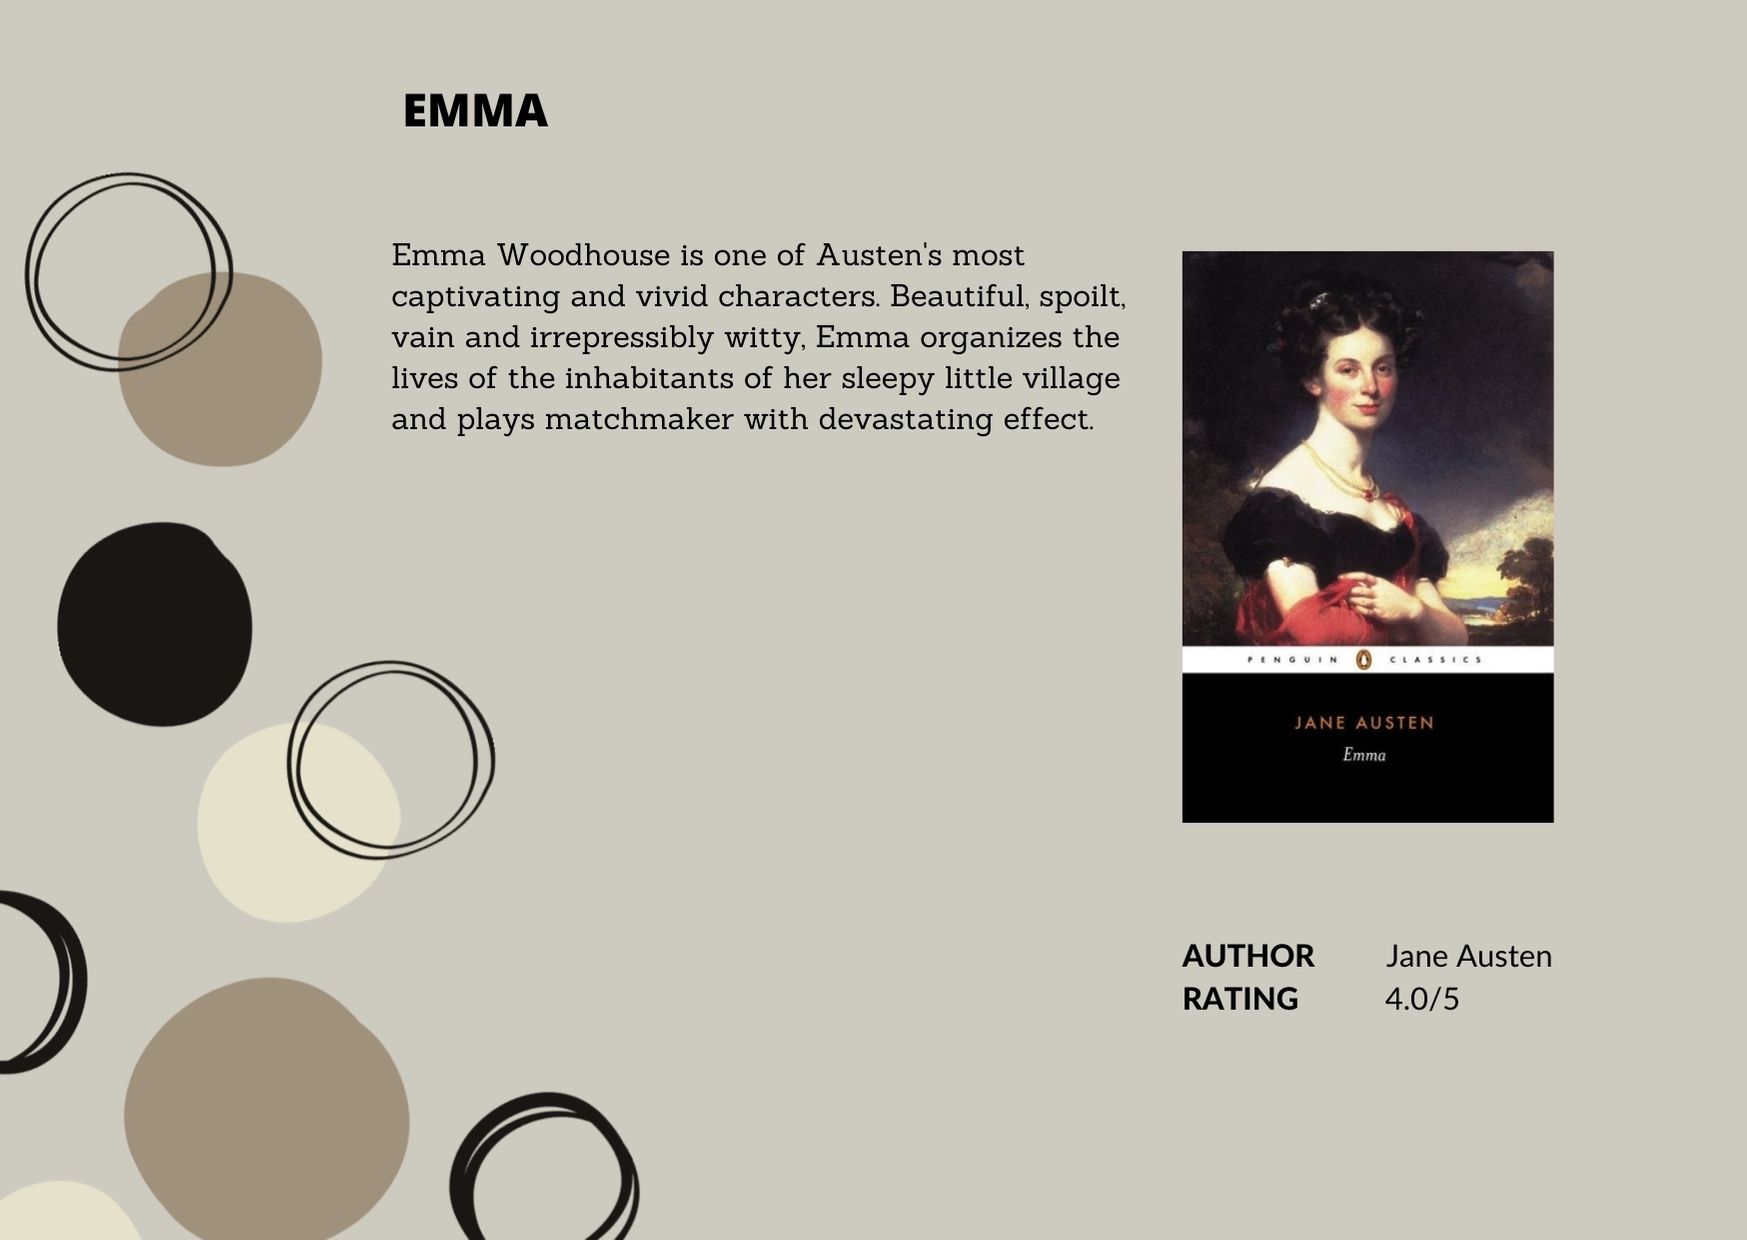 EMMA
Emma Woodhouse is one of Austen's most
captivating and vivid characters. Beautiful, spoilt,
vain and irrepressibly witty, Emma organizes the
lives of the inhabitants of her sleepy little village
and plays matchmaker with devastating effect.
PENGUIN CLASSICS
JANE AUSTEN
Emma
AUTHOR Jane Austen
RATING 4.0/5